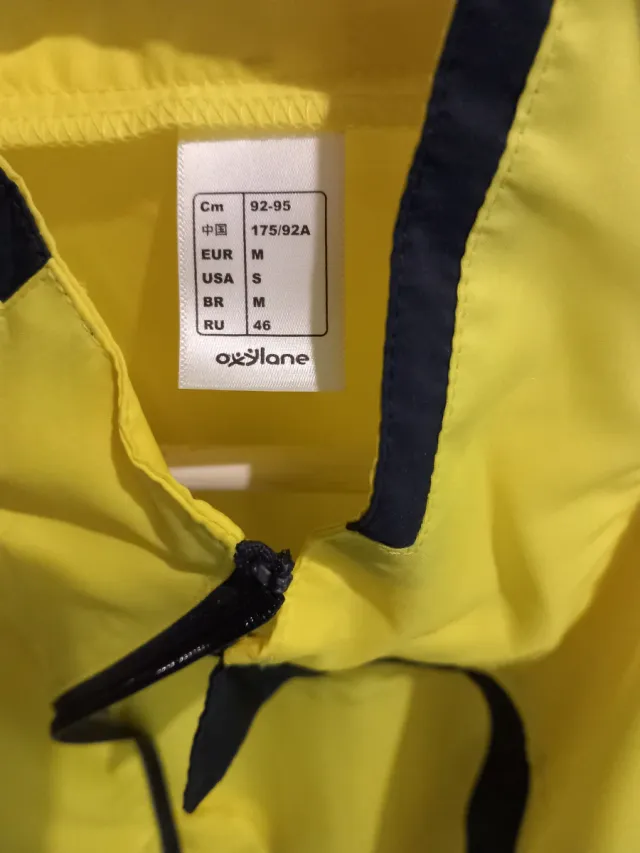 Cm 92-95
中国 175/92A
EUR M
USA S
BR M
RU 46
oxylane